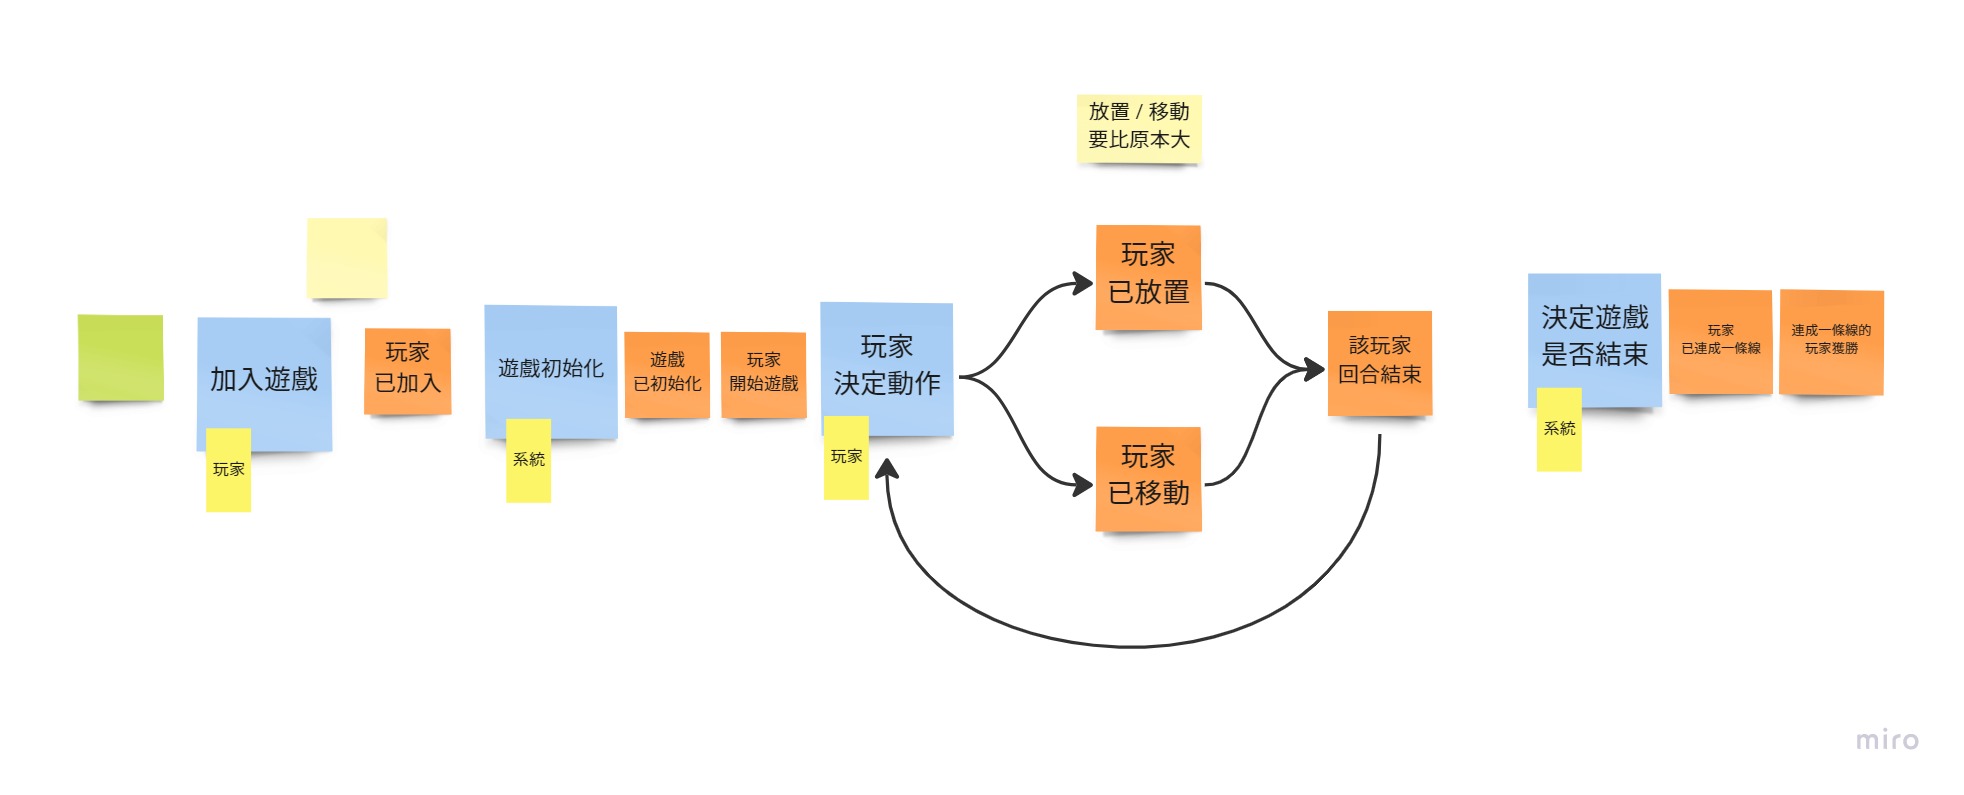 放置 / 移動
要比原本大
加入遊戲
玩家
玩家
已加入
遊戲初始化
系統
遊戲
已初始化
玩家
開始遊戲
玩家
決定動作
玩家
玩家
已放置
玩家
已移動
該玩家
回合結束
決定遊戲
是否結束
系統
玩家
已連成一條線
連成一條線的
玩家獲勝
miro